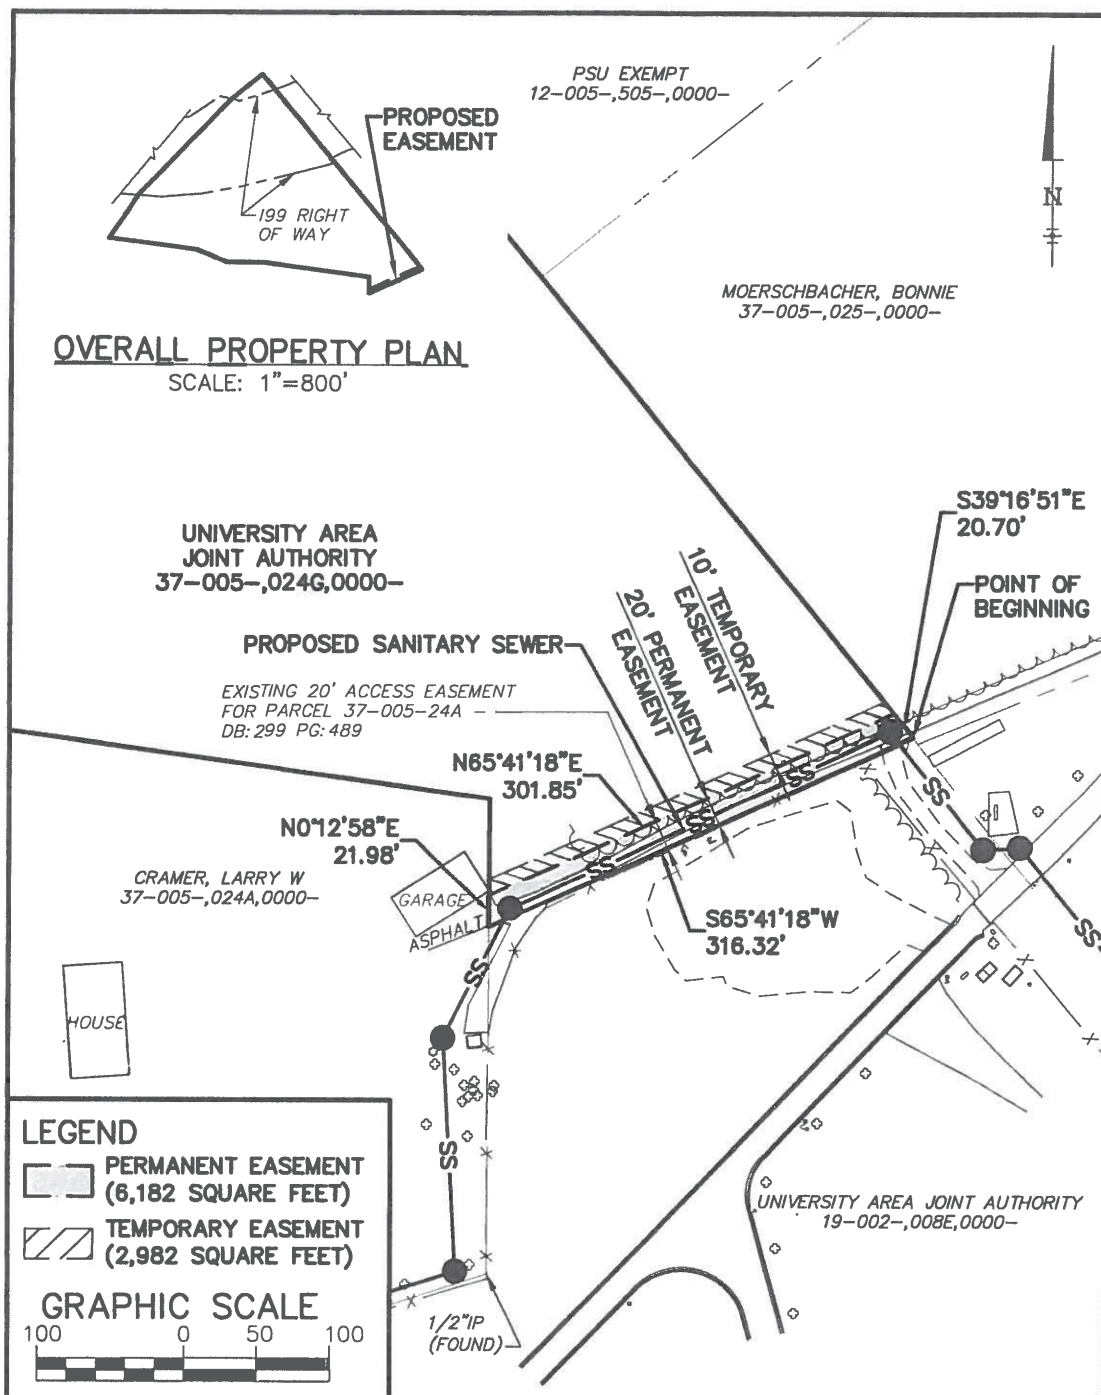 PSU EXEMPT
12-005-,505-,0000-
PROPOSED
EASEMENT
199 RIGHT
OF WAY
N
MOERSCHBACHER, BONNIE
37-005-,025-,0000-
OVERALL PROPERTY PLAN
SCALE: 1"=800'
S39°16'51"E
20.70'
UNIVERSITY AREA
JOINT AUTHORITY
37-005-,024G,0000-
10' TEMPORARY
EASEMENT
20' PERMANENT
EASEMENT
POINT OF
BEGINNING
PROPOSED SANITARY SEWER
EXISTING 20' ACCESS EASEMENT
FOR PARCEL 37-005-24A
DB: 299 PG: 489
N65°41'18"E
301.85'
SS
SS
SS
SS
N0°12'58"E
21.98'
CRAMER, LARRY W
37-005-,024A,0000-
GARAGE
ASPHALT
S65°41'18"W
316.32'
SS
SS
HOUSE
SS
LEGEND
PERMANENT EASEMENT
(6,182 SQUARE FEET)
TEMPORARY EASEMENT
(2,982 SQUARE FEET)
UNIVERSITY AREA JOINT AUTHORITY
19-002-,008E,0000-
GRAPHIC SCALE
100 0 50 100
1/2"IP
(FOUND)